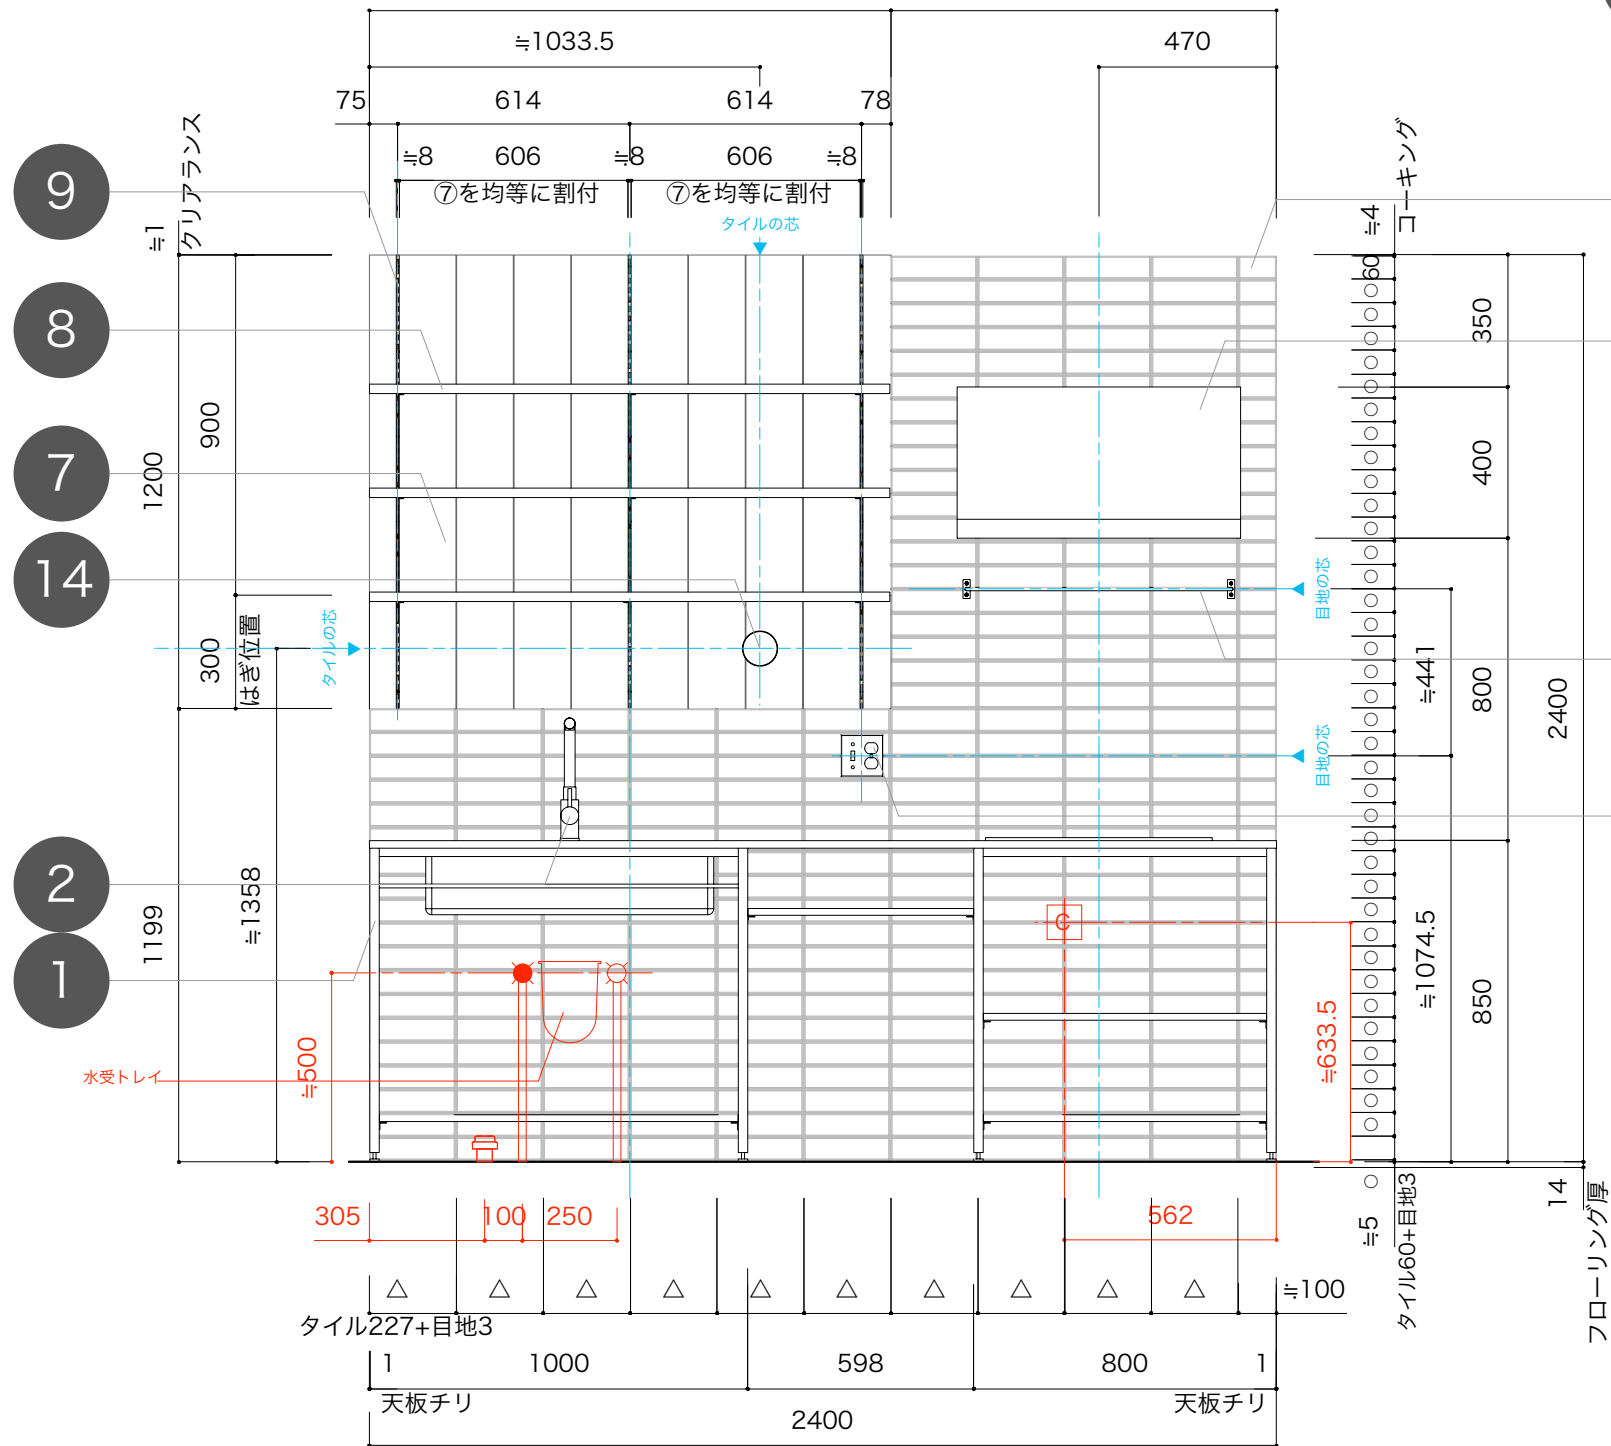 ≒1033.5
470
75
614
614
78
≒8
606
≒8
606
≒8
⑦を均等に割付
⑦を均等に割付
タイルの芯
クリアランス
≒1
コーキング
≒4
60
9
8
7
14
2
1
900
1200
300
はぎ位置
タイルの芯
350
400
目地の芯
≒441
800
2400
目地の芯
1199
≒1358
C
≒1074.5
850
≒633.5
≒500
水受トレイ
305
100
250
562
≒5
タイル60+目地3
14
フローリング厚
≒100
タイル227+目地3
1
1000
598
800
1
天板チリ
天板チリ
2400